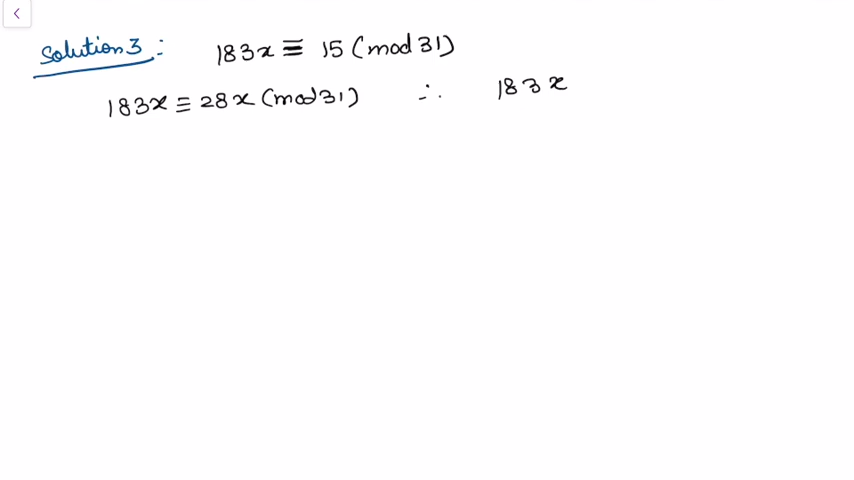 Solution 3 : 183x ≡ 15 (mod 31)
183x ≡ 28x (mod 31) ∴ 183x